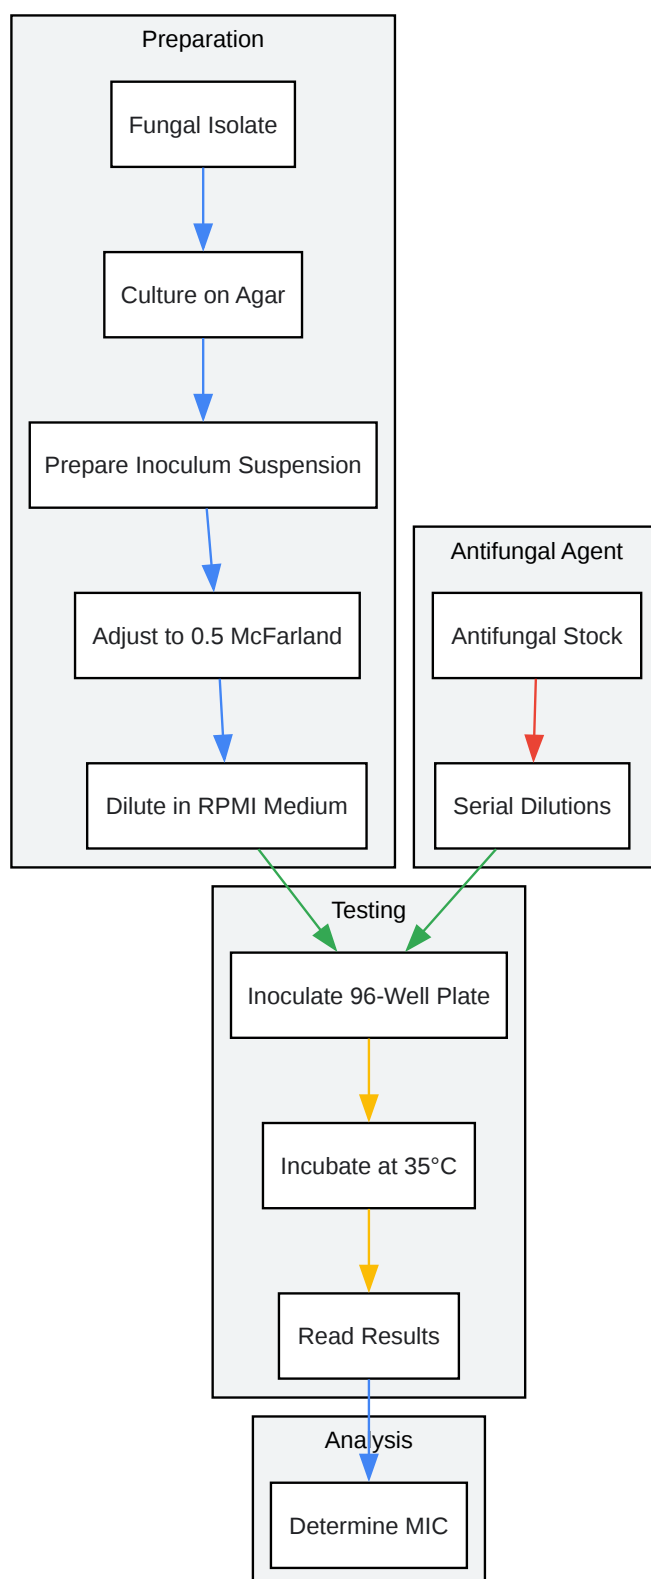 Preparation
Fungal Isolate
Culture on Agar
Prepare Inoculum Suspension
Adjust to 0.5 McFarland
Dilute in RPMI Medium
Antifungal Agent
Antifungal Stock
Serial Dilutions
Testing
Inoculate 96-Well Plate
Incubate at 35°C
Read Results
Analysis
Determine MIC